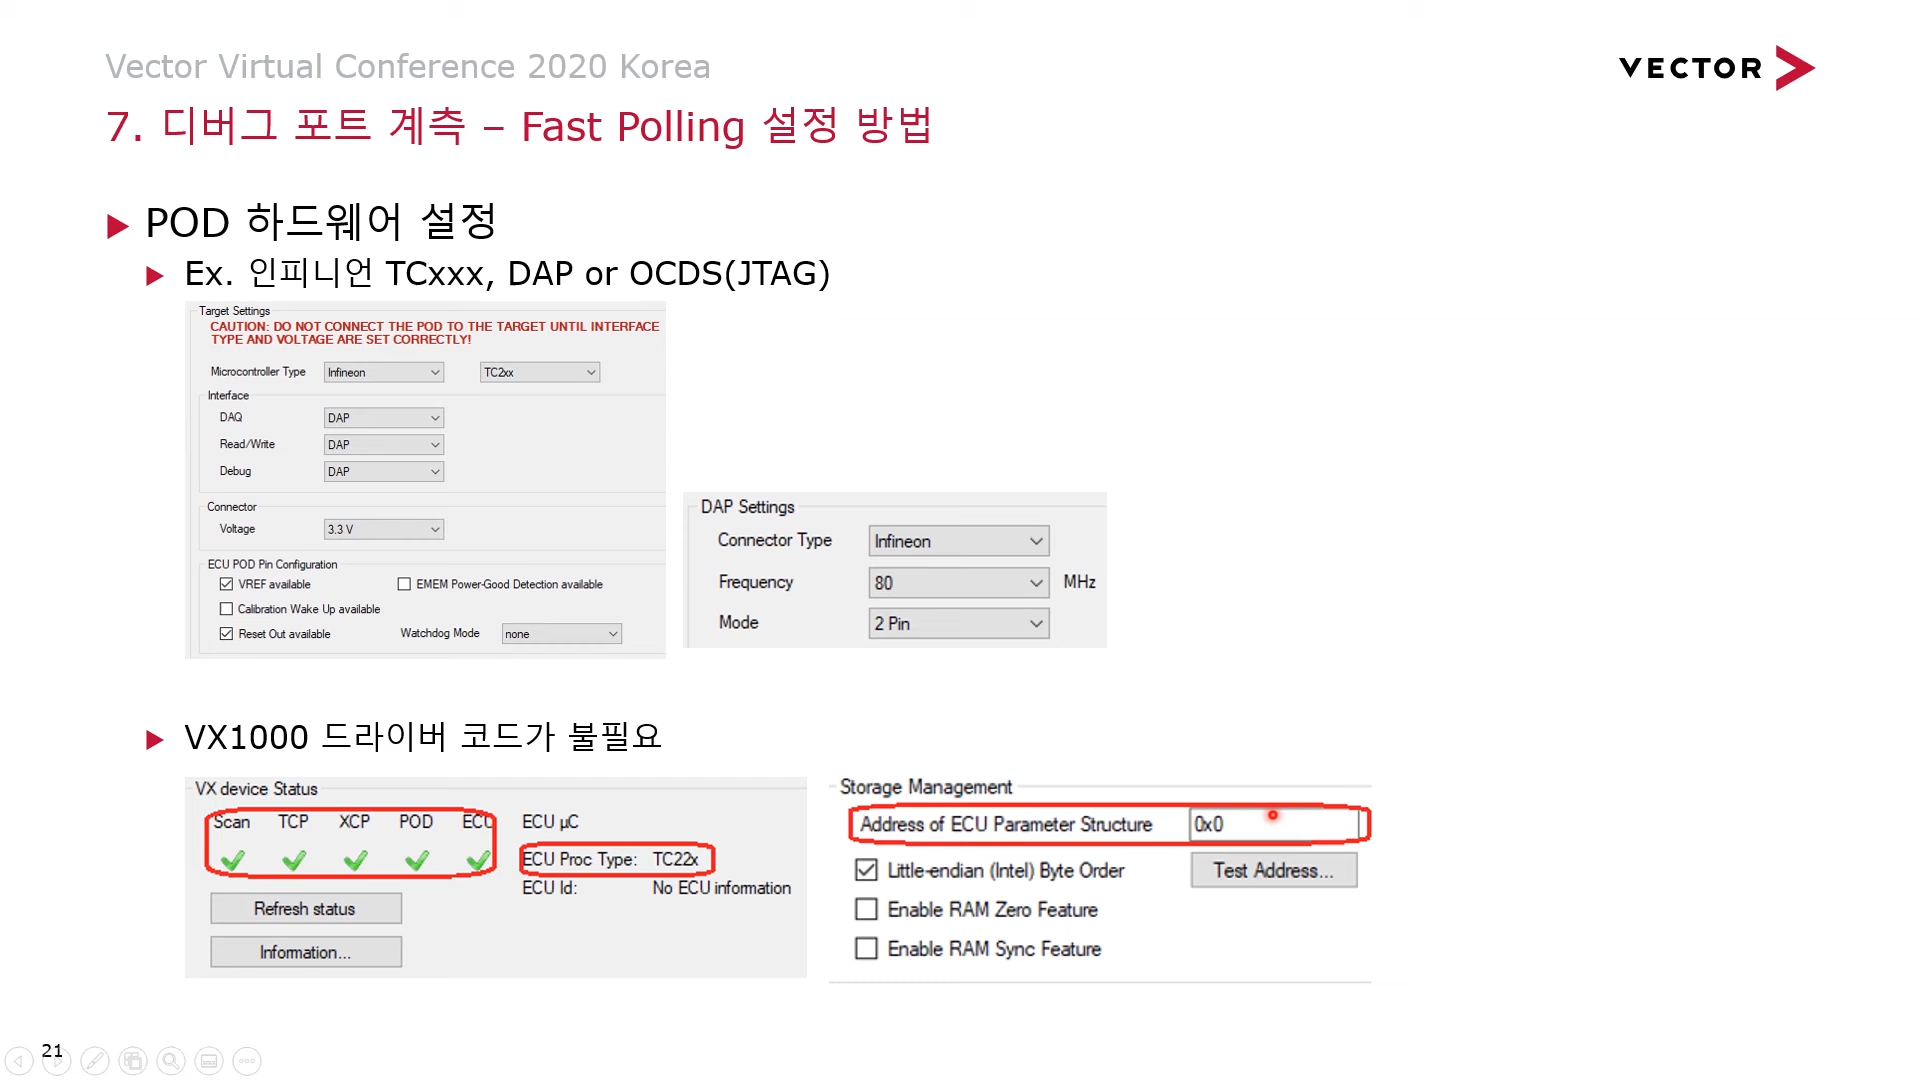 Vector Virtual Conference 2020 Korea
VECTOR
7. 디버그 포트 계측 – Fast Polling 설정 방법
POD 하드웨어 설정
Ex. 인피니언 TCxxx, DAP or OCDS(JTAG)
Target Settings
CAUTION: DO NOT CONNECT THE POD TO THE TARGET UNTIL INTERFACE
TYPE AND VOLTAGE ARE SET CORRECTLY!
Microcontroller Type Infineon TC2xx
Interface
DAQ DAP
Read/Write DAP
Debug DAP
Connector
Voltage 3.3 V
ECU POD Pin Configuration
VREF available EMEM Power-Good Detection available
Calibration Wake Up available
Reset Out available Watchdog Mode none
DAP Settings
Connector Type Infineon
Frequency 80 MHz
Mode 2 Pin
VX1000 드라이버 코드가 불필요
VX device Status
Scan TCP XCP POD ECU
ECU µC
ECU Proc Type: TC22x
ECU Id: No ECU information
Refresh status
Information...
Storage Management
Address of ECU Parameter Structure 0x0
Little-endian (Intel) Byte Order Test Address...
Enable RAM Zero Feature
Enable RAM Sync Feature
21